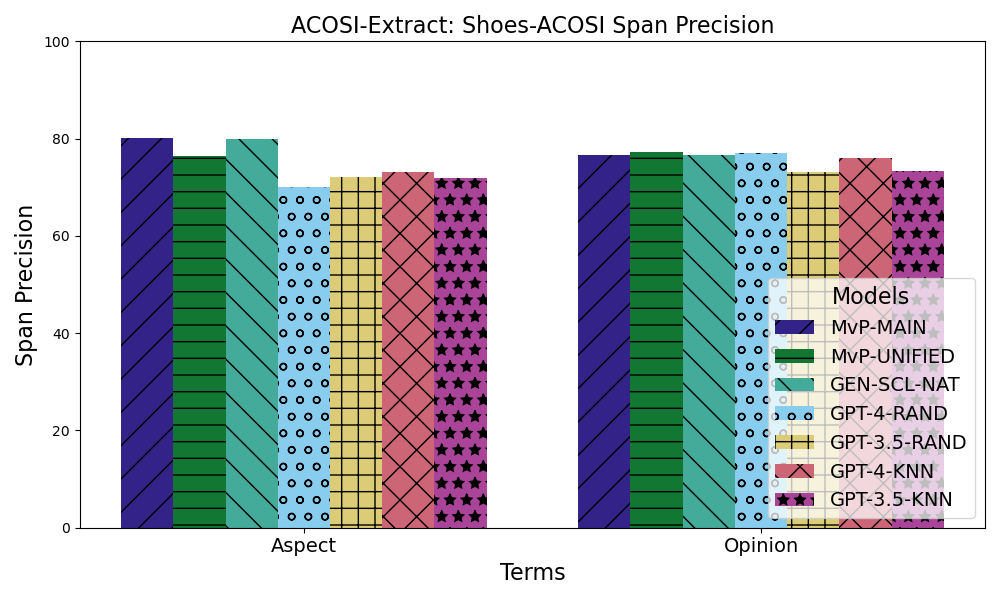 ACOSI-Extract: Shoes-ACOSI Span Precision
Span Precision
100
80
60
40
20
0
Aspect
Opinion
Terms
Models
MvP-MAIN
MvP-UNIFIED
GEN-SCL-NAT
GPT-4-RAND
GPT-3.5-RAND
GPT-4-KNN
GPT-3.5-KNN